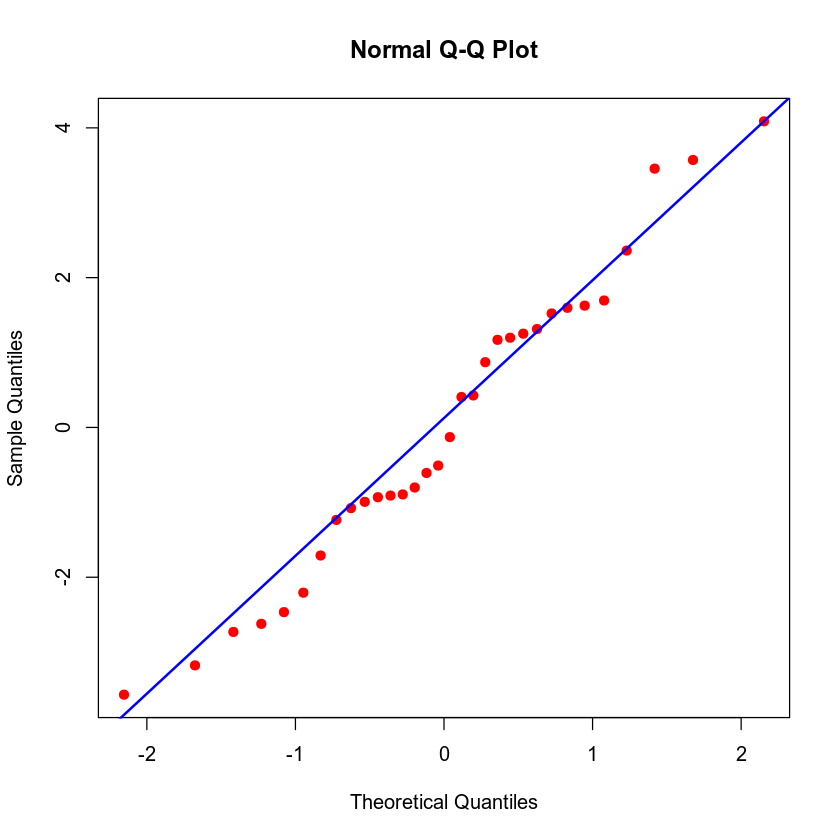 Normal Q-Q Plot
4
2
0
-2
Sample Quantiles
-2 -1 0 1 2
Theoretical Quantiles